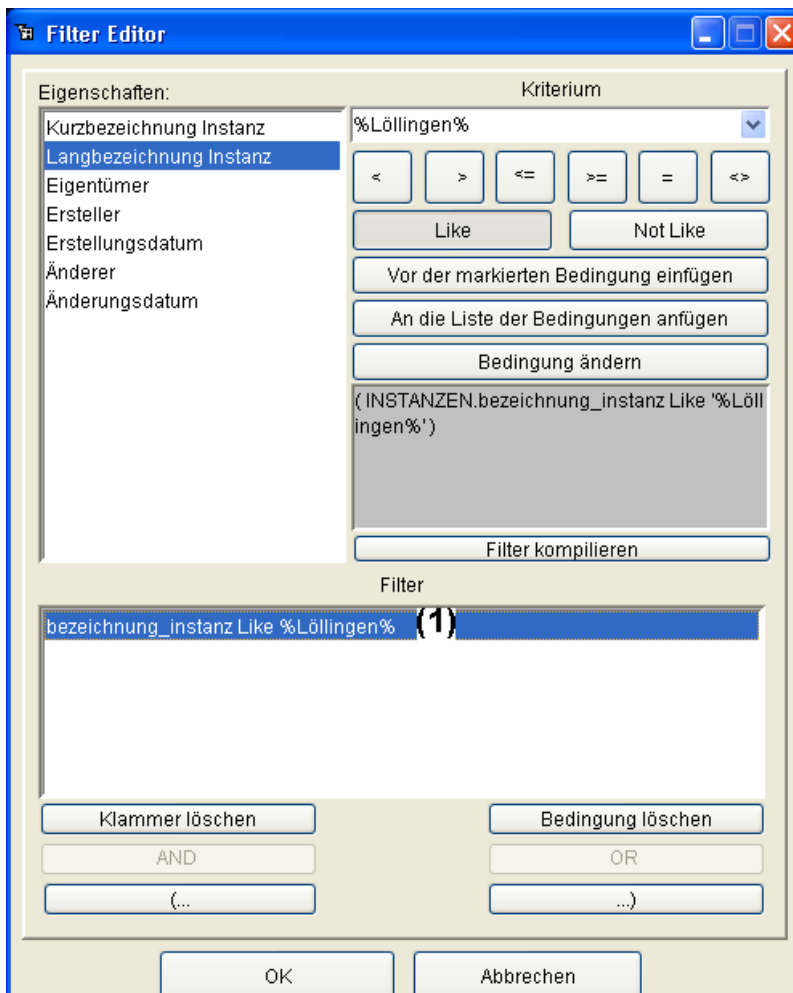 Filter Editor
Eigenschaften:
Kriterium
Kurzbezeichnung Instanz
Langbezeichnung Instanz
Eigentümer
Ersteller
Erstellungsdatum
Änderer
Änderungsdatum
%Löllingen%
< > <= >= = <>
Like Not Like
Vor der markierten Bedingung einfügen
An die Liste der Bedingungen anfügen
Bedingung ändern
( INSTANZEN.bezeichnung_instanz Like '%Löll
ingen%' )
Filter kompilieren
Filter
bezeichnung_instanz Like %Löllingen% (1)
Klammer löschen Bedingung löschen
AND OR
(... ...)
OK Abbrechen